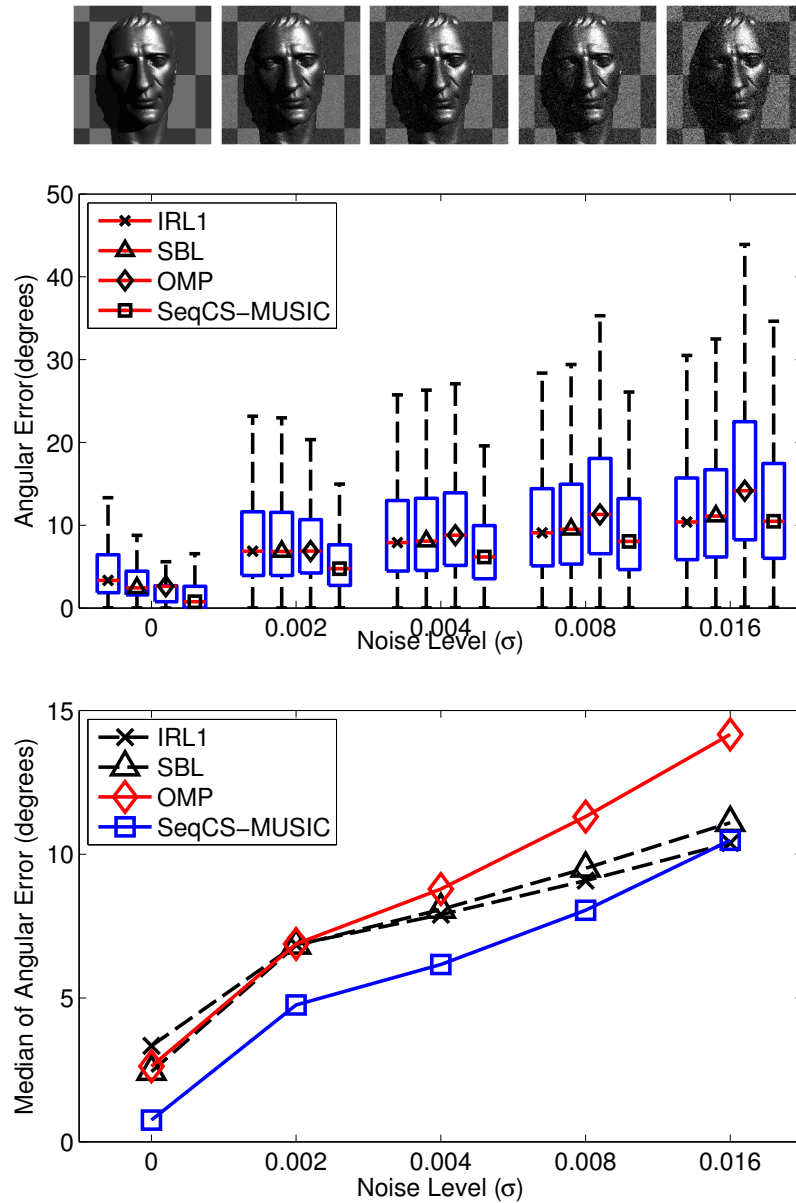 50
40
30
20
10
0
Angular Error(degrees)
IRL1
SBL
OMP
SeqCS-MUSIC
0 0.002 0.004 0.008 0.016
Noise Level (σ)
15
10
5
0
Median of Angular Error (degrees)
IRL1
SBL
OMP
SeqCS-MUSIC
0 0.002 0.004 0.008 0.016
Noise Level (σ)